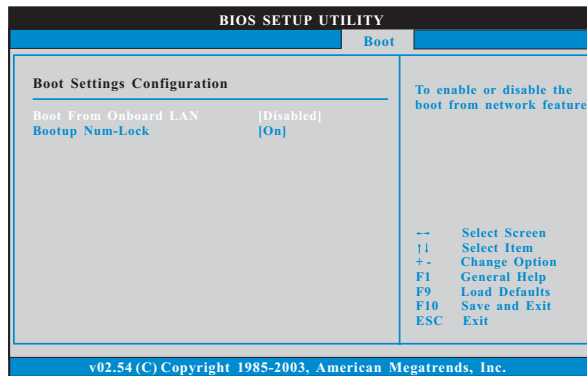 BIOS SETUP UTILITY
Boot
Boot Settings Configuration
Boot From Onboard LAN [Disabled]
Bootup Num-Lock [On]
To enable or disable the
boot from network feature
←→ Select Screen
↑↓ Select Item
+ - Change Option
F1 General Help
F9 Load Defaults
F10 Save and Exit
ESC Exit
v02.54 (C) Copyright 1985-2003, American Megatrends, Inc.